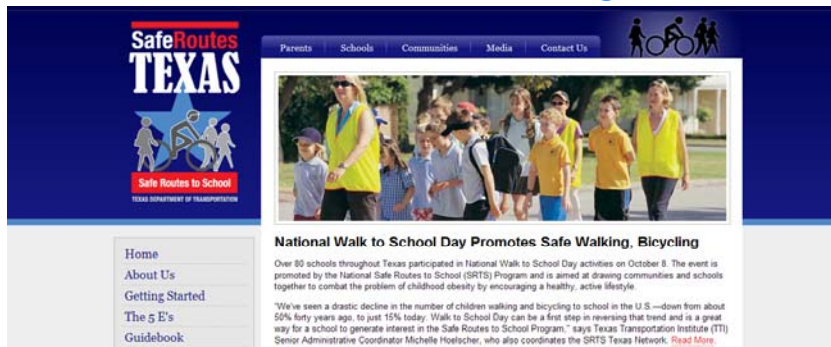 SafeRoutes
TEXAS
Safe Routes to School
TEXAS DEPARTMENT OF TRANSPORTATION
Parents Schools Communities Media Contact Us
Home
About Us
Getting Started
The 5 E's
Guidebook
National Walk to School Day Promotes Safe Walking, Bicycling
Over 80 schools throughout Texas participated in National Walk to School Day activities on October 8. The event is
promoted by the National Safe Routes to School (SRTS) Program and is aimed at drawing communities and schools
together to combat the problem of childhood obesity by encouraging a healthy, active lifestyle.
"We've seen a drastic decline in the number of children walking and bicycling to school in the U.S.—down from about
50% forty years ago, to just 15% today. Walk to School Day can be a first step in reversing that trend and is a great
way for a school to generate interest in the Safe Routes to School Program," says Texas Transportation Institute (TTI)
Senior Administrative Coordinator Michelle Hoelscher, who also coordinates the SRTS Texas Network. Read More.